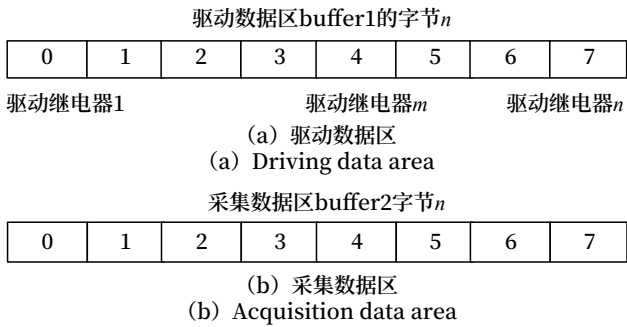 驱动数据区buffer1的字节n
0 1 2 3 4 5 6 7
驱动继电器1 驱动继电器m 驱动继电器n
（a）驱动数据区
（a）Driving data area
采集数据区buffer2字节n
0 1 2 3 4 5 6 7
（b）采集数据区
（b）Acquisition data area